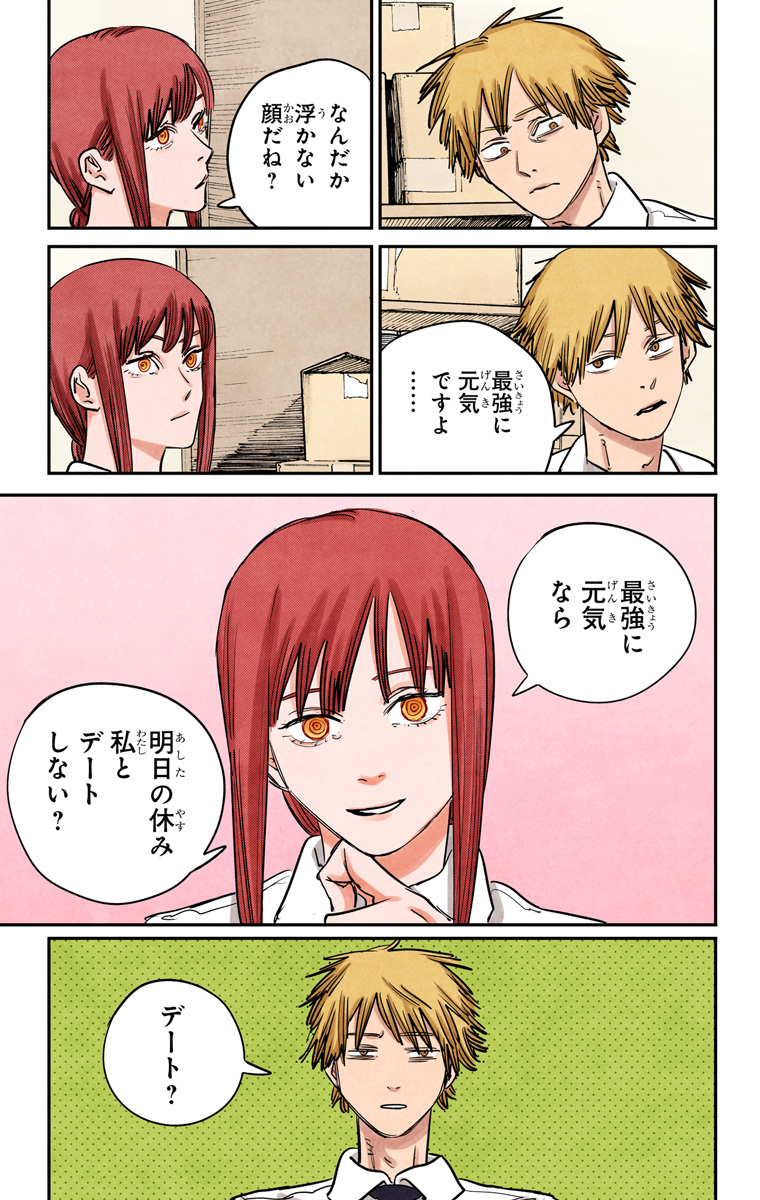 なんだか
浮かない
顔だね？
最強に
元気
ですよ
……
最強に
元気
なら
明日の休み
私と
デート
しない？
デート？